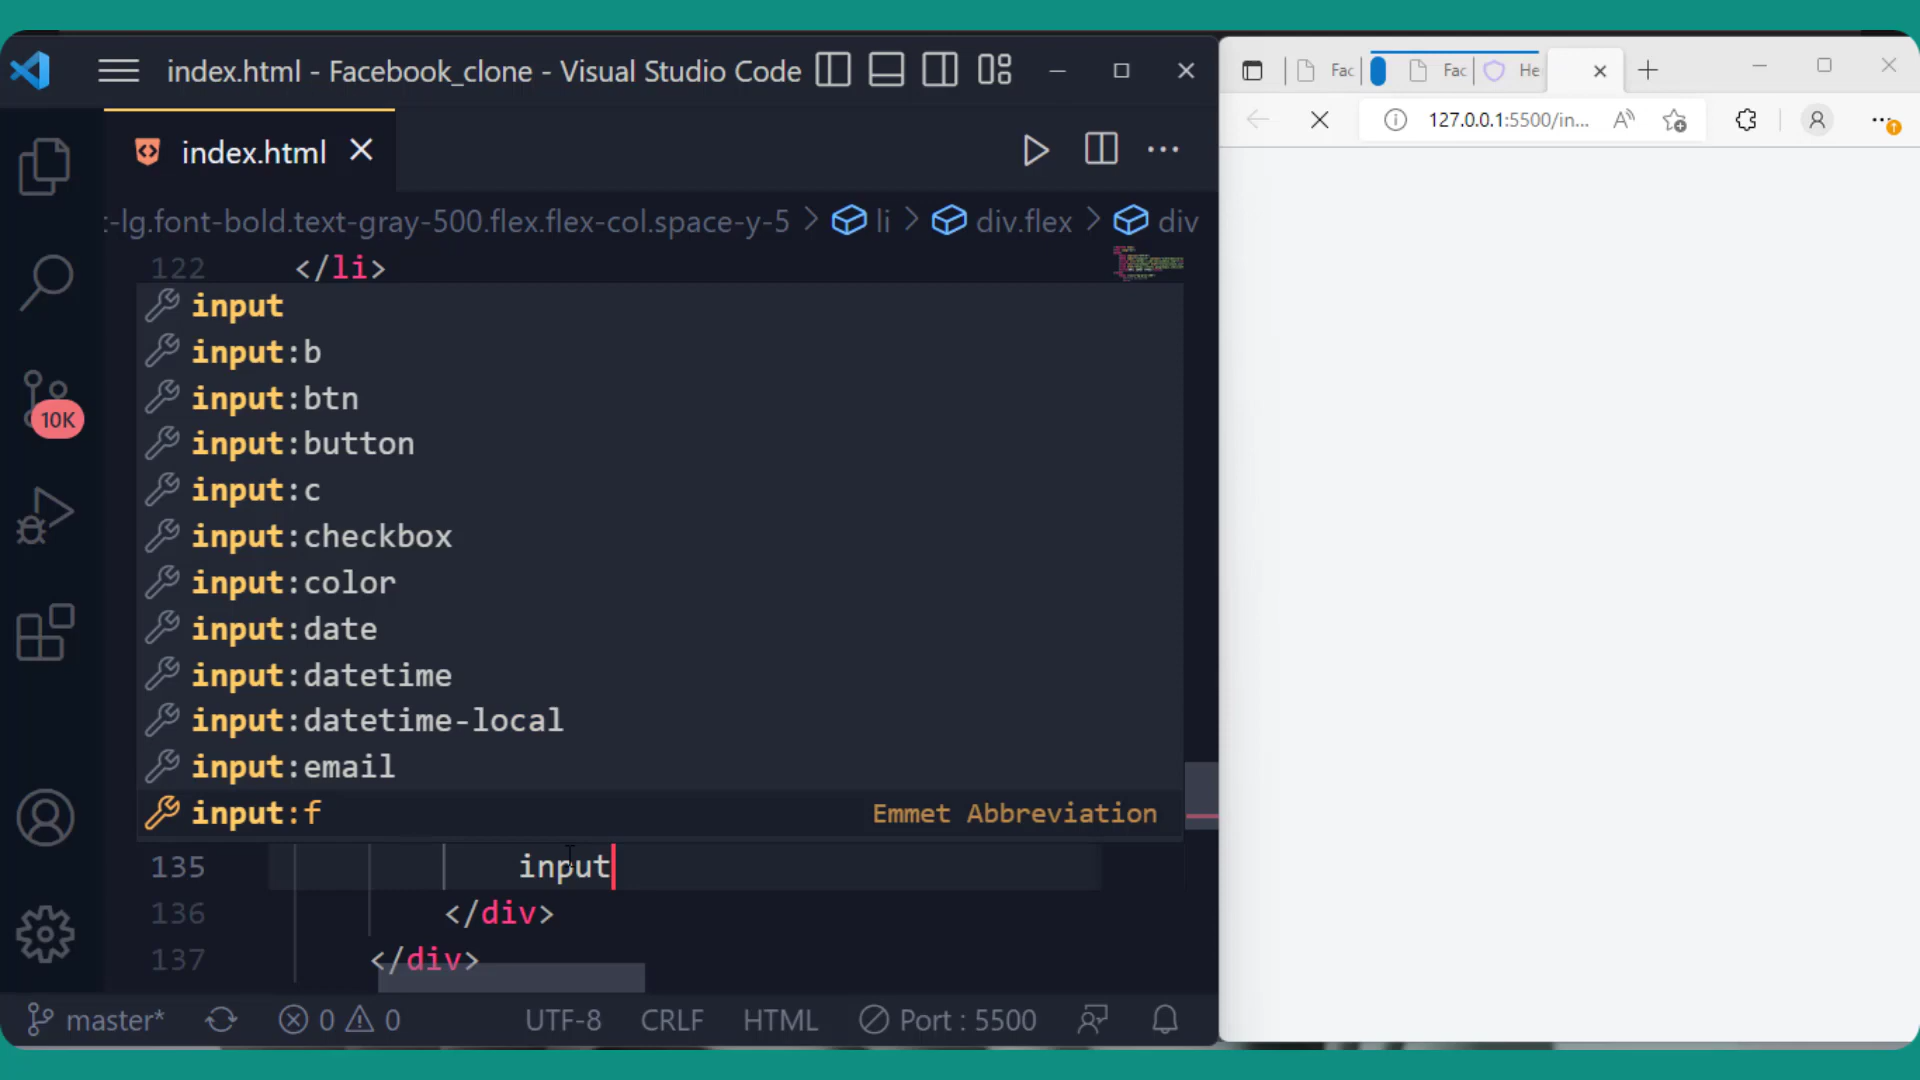 index.html - Facebook_clone - Visual Studio Code
Fac
Fac
He
127.0.0.1:5500/in...
index.html
-lg.font-bold.text-gray-500.flex.flex-col.space-y-5 > li > div.flex > div
122 </li>
input
input:b
input:btn
input:button
input:c
input:checkbox
input:color
input:date
input:datetime
input:datetime-local
input:email
input:f Emmet Abbreviation
135 input
136 </div>
137 </div>
10K
master* 0 0 UTF-8 CRLF HTML Port : 5500